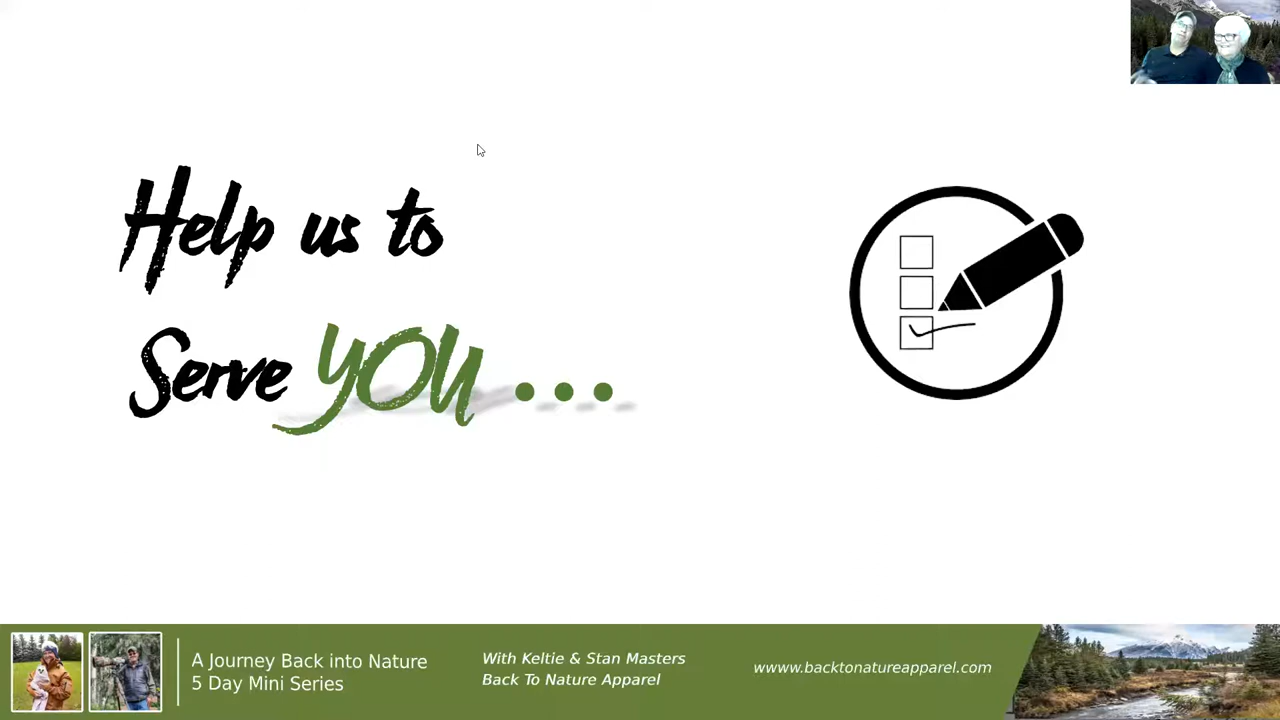 Help us to
Serve YOU ...
A Journey Back into Nature
5 Day Mini Series
With Keltie & Stan Masters
Back To Nature Apparel
www.backtonatureapparel.com